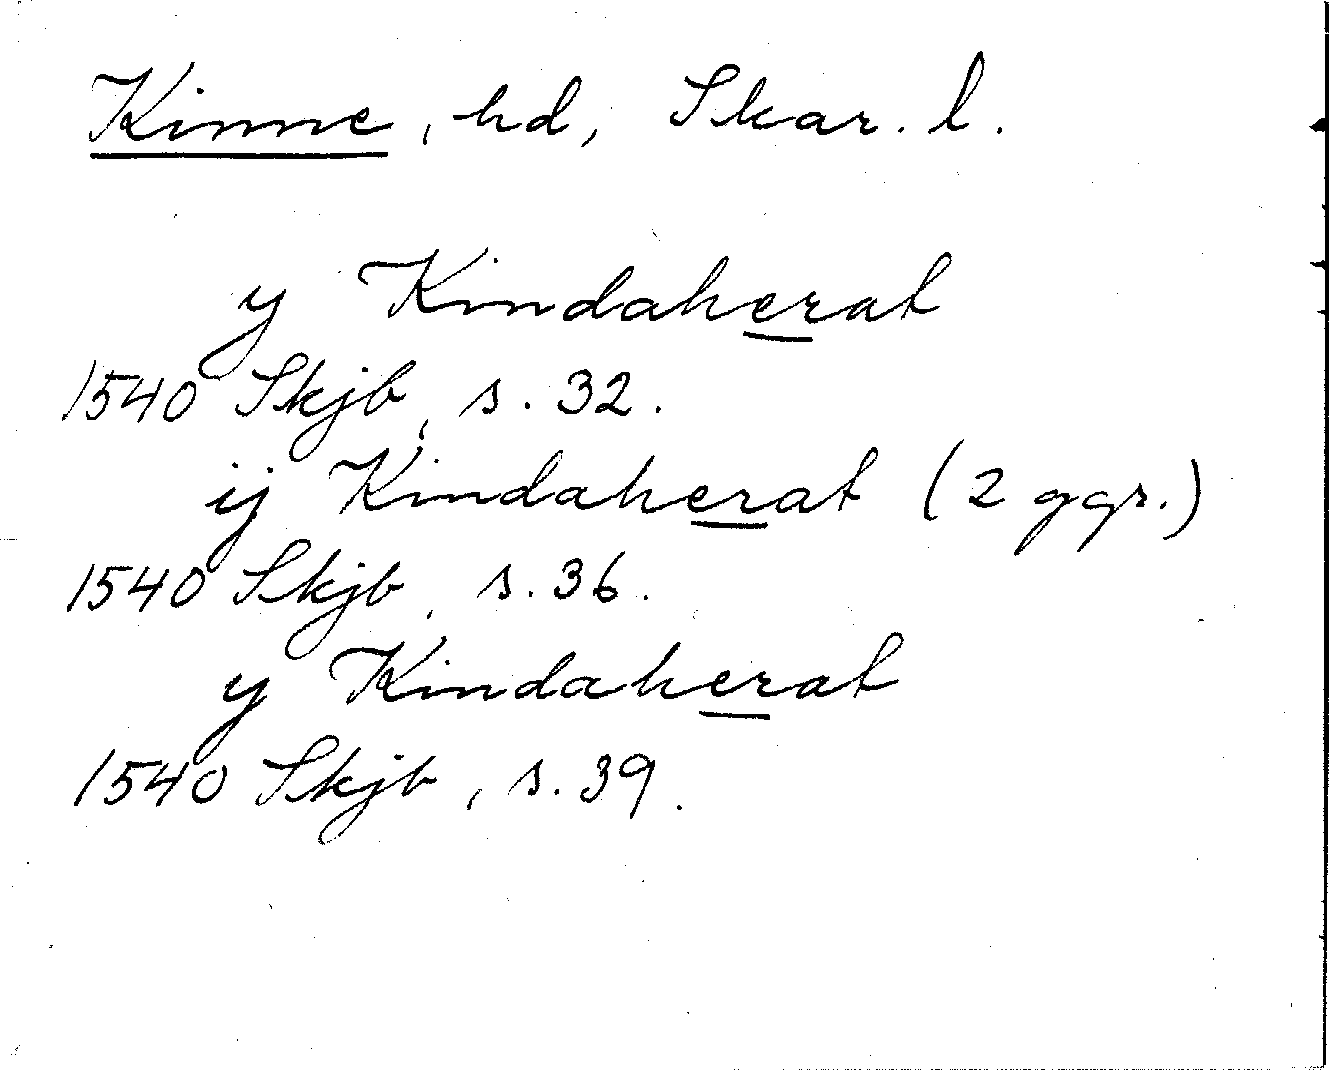 Kinne, hd, Skar. l.
y Kindaherat
1540 Skjb, s. 32.
ij Kindaherat (2 ggr.)
1540 Skjb, s. 36.
y Kindaherat
1540 Skjb, s. 39.